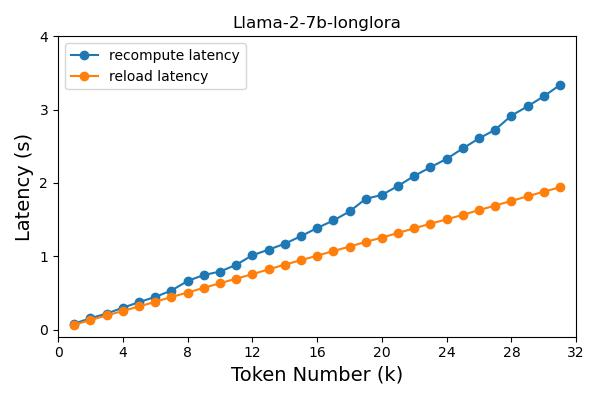 Llama-2-7b-longlora
recompute latency
reload latency
Latency (s)
4
3
2
1
0
0 4 8 12 16 20 24 28 32
Token Number (k)